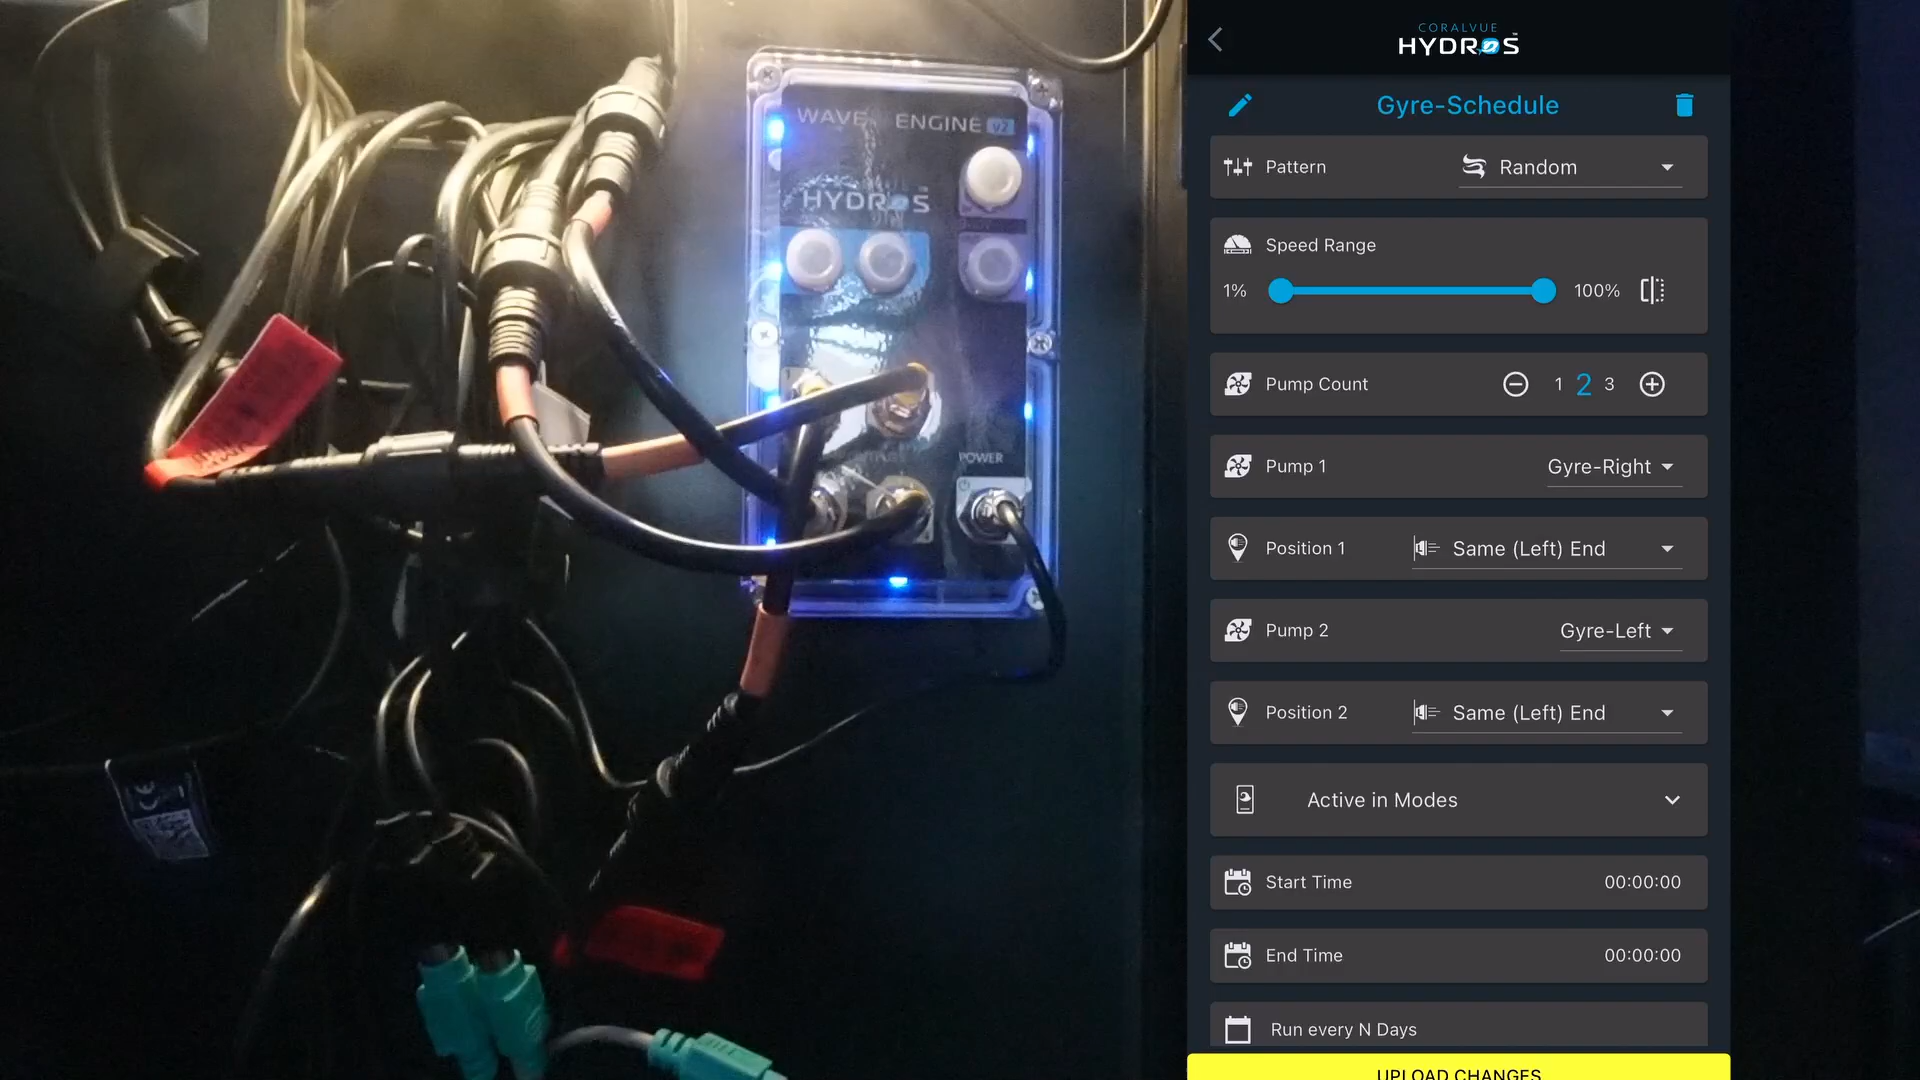 WAVE ENGINE V2
HYDROS
POWER
CE
CORALVUE
HYDROS
Gyre-Schedule
Pattern
Random
Speed Range
1%
100%
Pump Count
1 2 3
Pump 1
Gyre-Right
Position 1
Same (Left) End
Pump 2
Gyre-Left
Position 2
Same (Left) End
Active in Modes
Start Time
00:00:00
End Time
00:00:00
Run every N Days
UPLOAD CHANGES